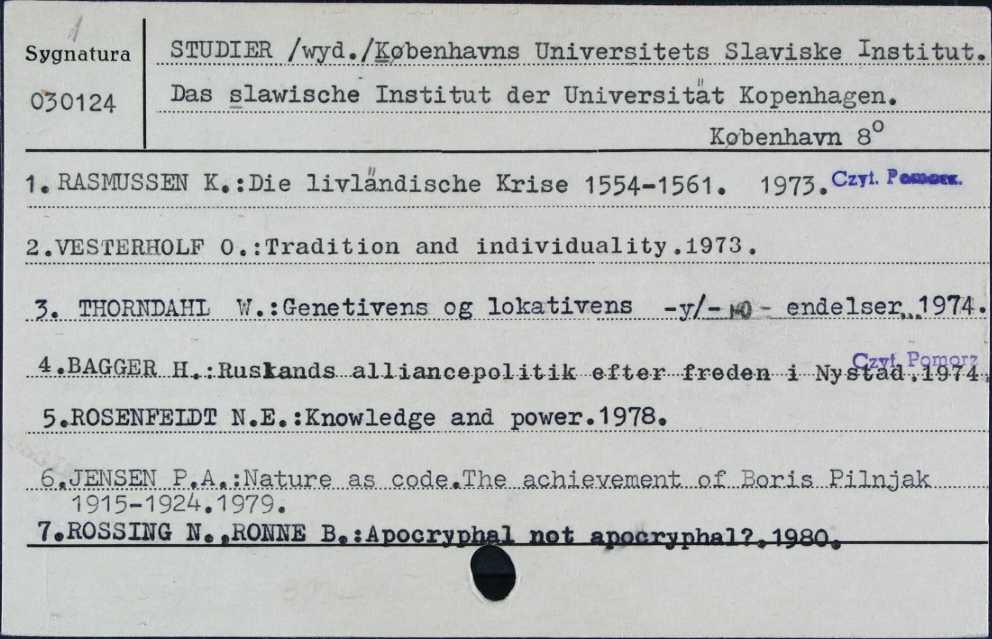 Sygnatura
030124
STUDIER /wyd./Københavns Universitets Slaviske Institut.
Das slawische Institut der Universität Kopenhagen.
København 8⁰
1. RASMUSSEN K.:Die livländische Krise 1554-1561. 1973. Czyt. Pomorz.
2.VESTERHOLF O.:Tradition and individuality.1973.
3. THORNDAHL W.:Genetivens og lokativens -y/- - endelser...1974.
4.BAGGER H.:Ruslands alliancepolitik efter freden i Nystad.1974. Czyt. Pomorz
5.ROSENFELDT N.E.:Knowledge and power.1978.
6.JENSEN P.A.:Nature as code.The achievement of Boris Pilnjak
1915-1924.1979.
7.ROSSING N.,RONNE B.:Apocryphal not apocryphal?.1980.